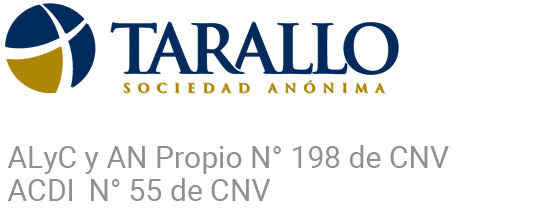 TARALLO
SOCIEDAD ANÓNIMA
ALyC y AN Propio N° 198 de CNV
ACDI N° 55 de CNV